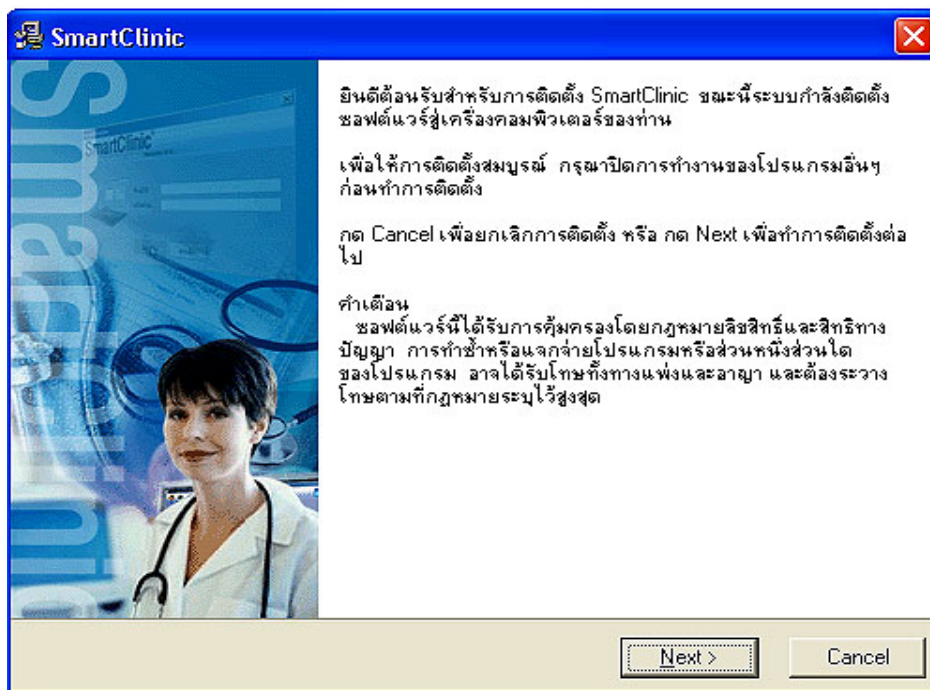 SmartClinic
SmartClinic
SmartClinic
ยินดีต้อนรับสำหรับการติดตั้ง SmartClinic ขณะนี้ระบบกำลังติดตั้ง
ซอฟต์แวร์สู่เครื่องคอมพิวเตอร์ของท่าน
เพื่อให้การติดตั้งสมบูรณ์ กรุณาปิดการทำงานของโปรแกรมอื่นๆ
ก่อนทำการติดตั้ง
กด Cancel เพื่อยกเลิกการติดตั้ง หรือ กด Next เพื่อทำการติดตั้งต่อ
ไป
คำเตือน
ซอฟต์แวร์นี้ได้รับการคุ้มครองโดยกฎหมายลิขสิทธิ์และสิทธิทาง
ปัญญา การทำซ้ำหรือแจกจ่ายโปรแกรมหรือส่วนหนึ่งส่วนใด
ของโปรแกรม อาจได้รับโทษทั้งทางแพ่งและอาญา และต้องระวาง
โทษตามที่กฎหมายระบุไว้สูงสุด
Next >
Cancel